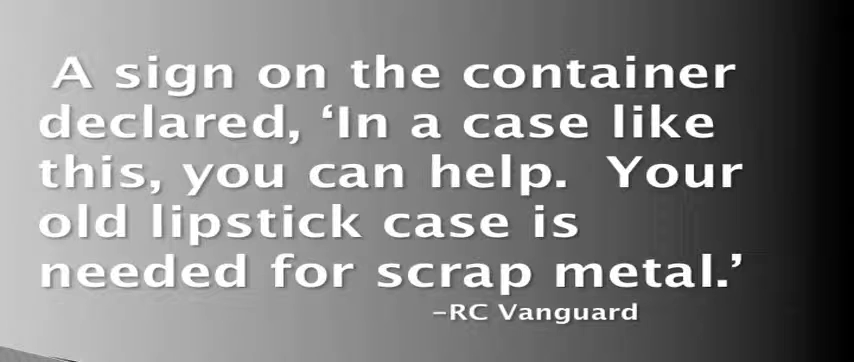 A sign on the container
declared, ‘In a case like
this, you can help.  Your
old lipstick case is
needed for scrap metal.’
–RC Vanguard